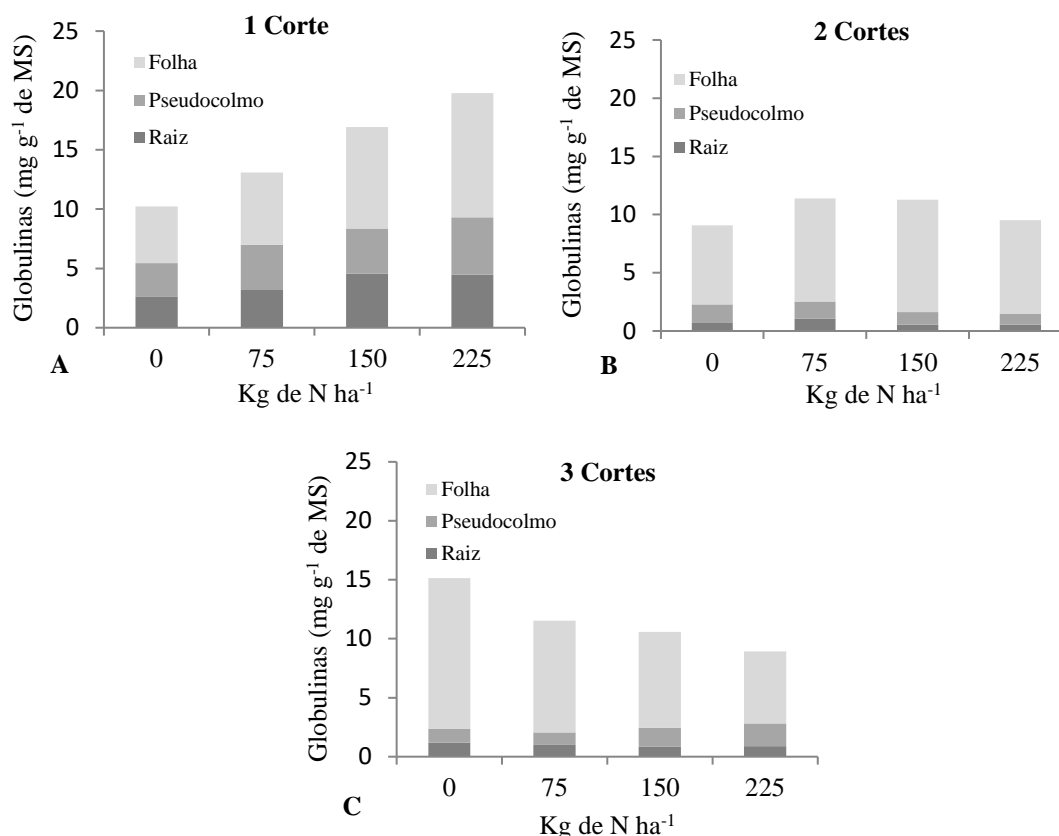 1 Corte
Globulinas (mg g⁻¹ de MS)
25
20
15
10
5
0
Folha
Pseudocolmo
Raiz
0 75 150 225
Kg de N ha⁻¹
A
2 Cortes
Globulinas (mg g⁻¹ de MS)
25
20
15
10
5
0
Folha
Pseudocolmo
Raiz
0 75 150 225
Kg de N ha⁻¹
B
3 Cortes
Globulinas (mg g⁻¹ de MS)
25
20
15
10
5
0
Folha
Pseudocolmo
Raiz
0 75 150 225
Kg de N ha⁻¹
C